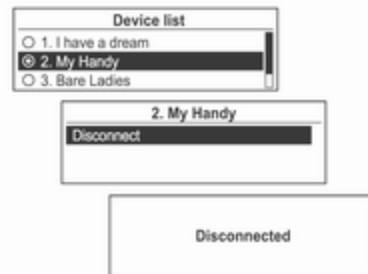 Device list
1. I have a dream
2. My Handy
3. Bare Ladies
2. My Handy
Disconnect
Disconnected